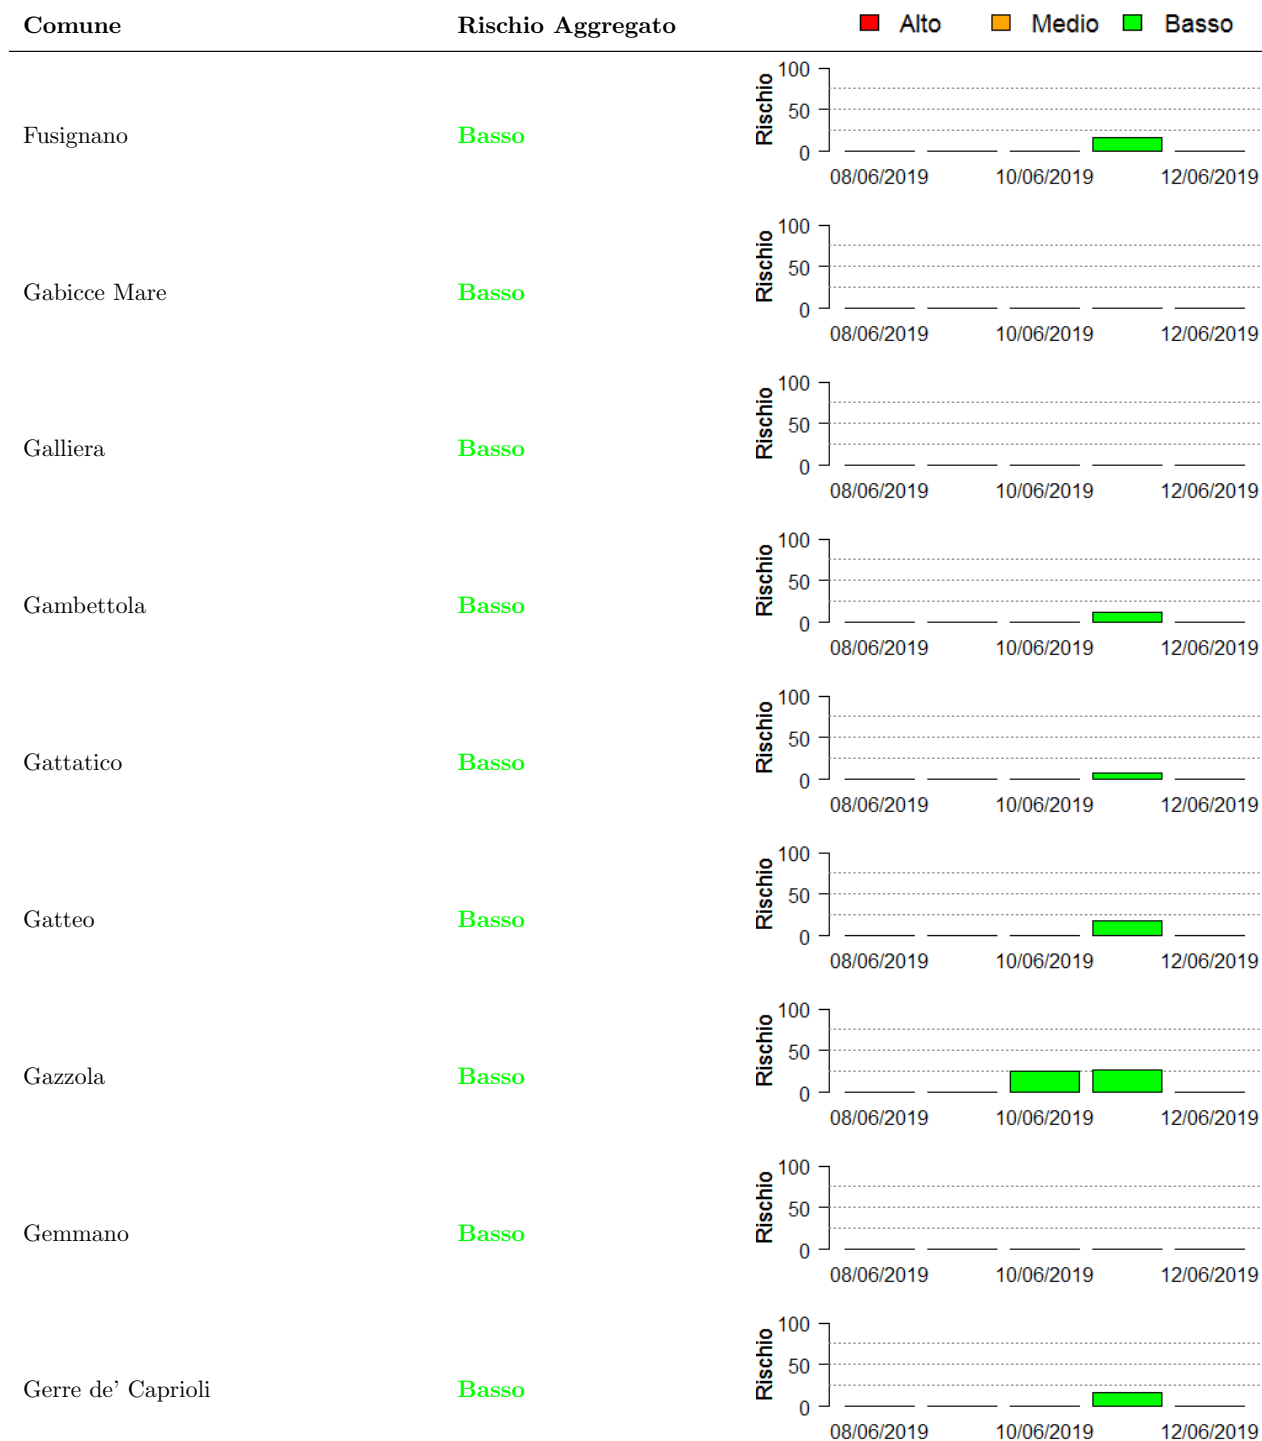 Comune Rischio Aggregato Alto Medio Basso
100
50
0
Rischio
Fusignano Basso
08/06/2019 10/06/2019 12/06/2019
100
50
0
Rischio
Gabicce Mare Basso
08/06/2019 10/06/2019 12/06/2019
100
50
0
Rischio
Galliera Basso
08/06/2019 10/06/2019 12/06/2019
100
50
0
Rischio
Gambettola Basso
08/06/2019 10/06/2019 12/06/2019
100
50
0
Rischio
Gattatico Basso
08/06/2019 10/06/2019 12/06/2019
100
50
0
Rischio
Gatteo Basso
08/06/2019 10/06/2019 12/06/2019
100
50
0
Rischio
Gazzola Basso
08/06/2019 10/06/2019 12/06/2019
100
50
0
Rischio
Gemmano Basso
08/06/2019 10/06/2019 12/06/2019
100
50
0
Rischio
Gerre de' Caprioli Basso
08/06/2019 10/06/2019 12/06/2019